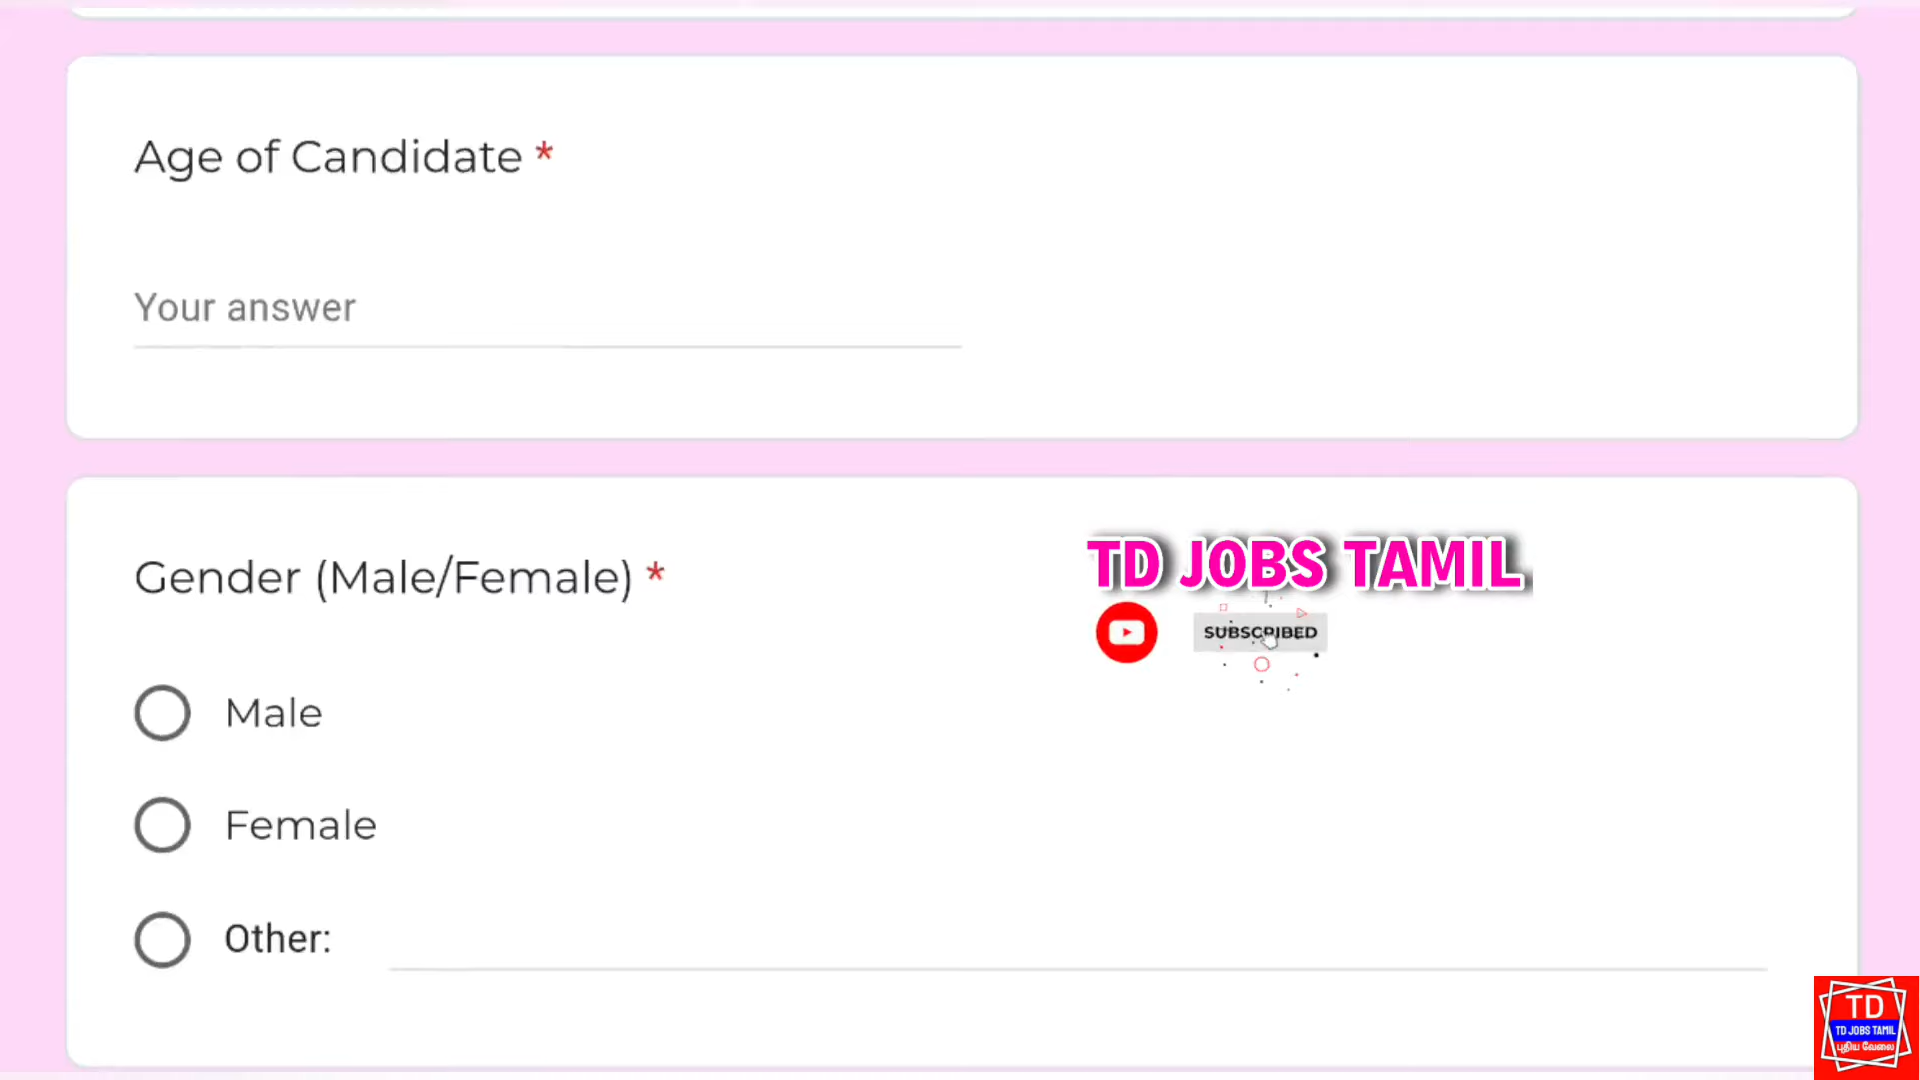 Age of Candidate *
Your answer
Gender (Male/Female) *
TD JOBS TAMIL
SUBSCRIBED
Male
Female
Other:
TD
TD JOBS TAMIL
புதிய வேலை